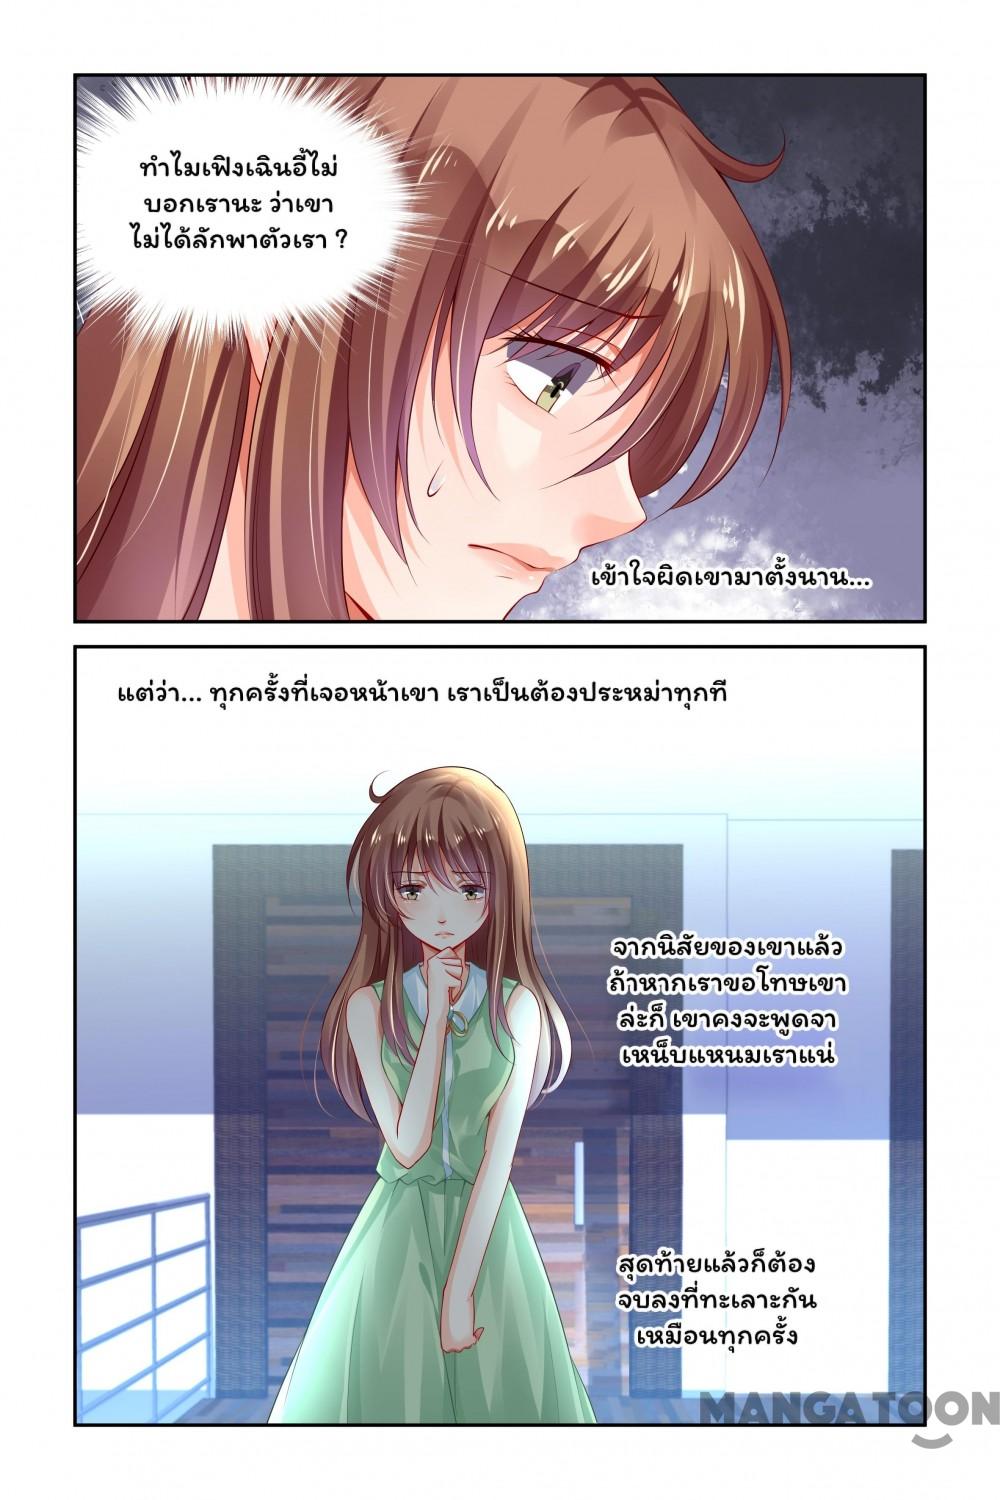 ทำไมเฟิงเฉินอี้ไม่
บอกเรานะ ว่าเขา
ไม่ได้ลักพาตัวเรา ?
เข้าใจผิดเขามาตั้งนาน...
แต่ว่า... ทุกครั้งที่เจอหน้าเขา เราเป็นต้องประหม่าทุกที
จากนิสัยของเขาแล้ว
ถ้าหากเราขอโทษเขา
ล่ะก็ เขาคงจะพูดจา
เหน็บแหนมเราแน่
สุดท้ายแล้วก็ต้อง
จบลงที่ทะเลาะกัน
เหมือนทุกครั้ง
MANGATOON